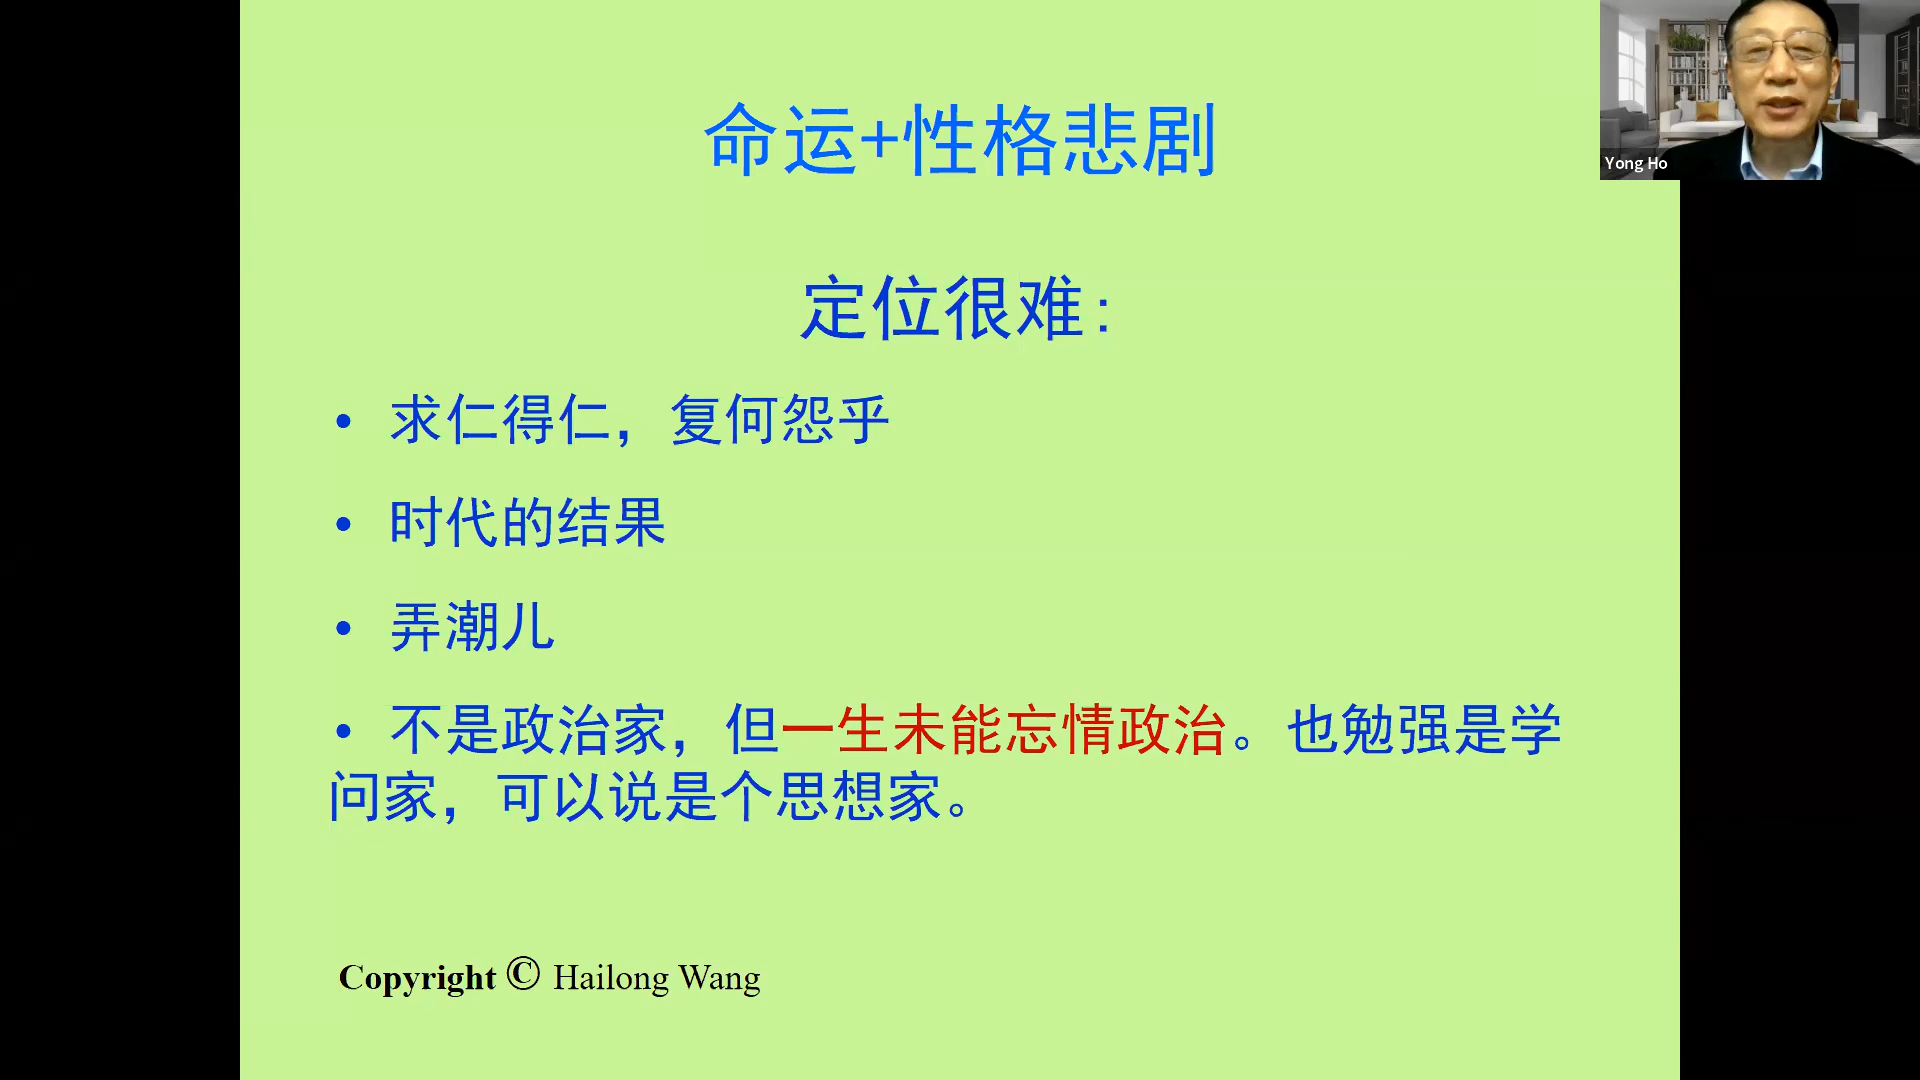 命运+性格悲剧
Yong Ho
定位很难：
• 求仁得仁，复何怨乎
• 时代的结果
• 弄潮儿
• 不是政治家，但一生未能忘情政治。也勉强是学
问家，可以说是个思想家。
Copyright © Hailong Wang